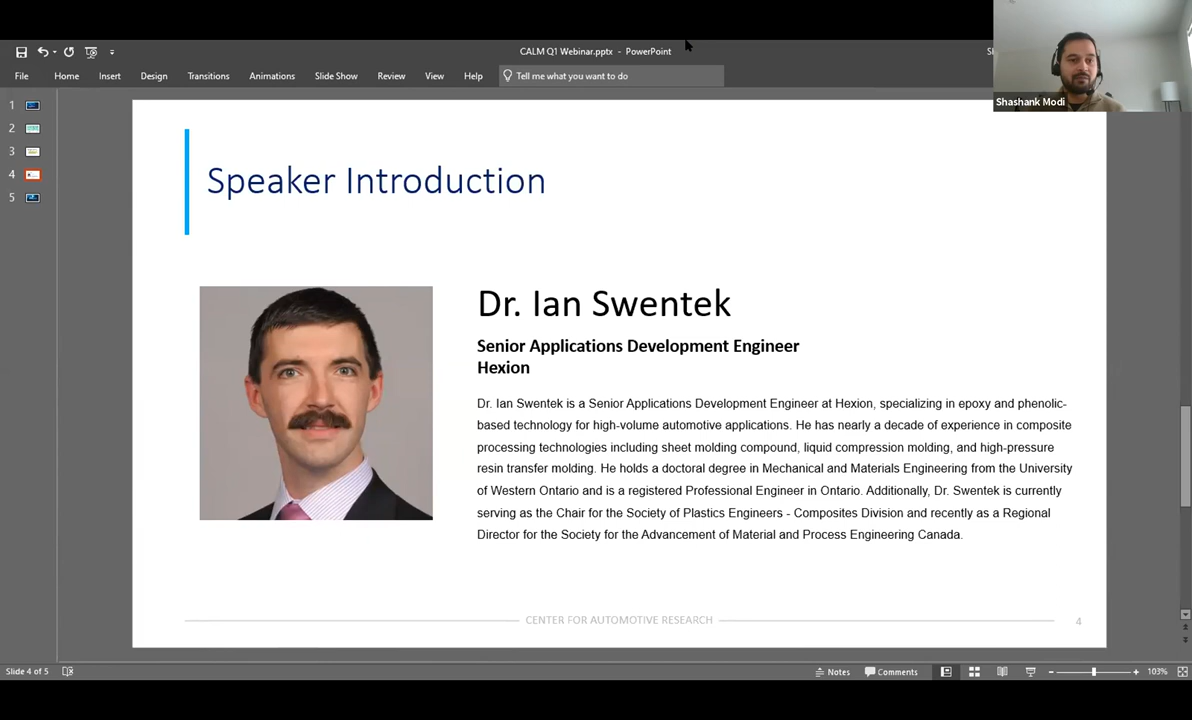 CALM Q1 Webinar.pptx - PowerPoint
File Home Insert Design Transitions Animations Slide Show Review View Help Tell me what you want to do
Shashank Modi
1
2
3
4
5
Speaker Introduction
Dr. Ian Swentek
Senior Applications Development Engineer
Hexion
Dr. Ian Swentek is a Senior Applications Development Engineer at Hexion, specializing in epoxy and phenolic-
based technology for high-volume automotive applications. He has nearly a decade of experience in composite
processing technologies including sheet molding compound, liquid compression molding, and high-pressure
resin transfer molding. He holds a doctoral degree in Mechanical and Materials Engineering from the University
of Western Ontario and is a registered Professional Engineer in Ontario. Additionally, Dr. Swentek is currently
serving as the Chair for the Society of Plastics Engineers - Composites Division and recently as a Regional
Director for the Society for the Advancement of Material and Process Engineering Canada.
CENTER FOR AUTOMOTIVE RESEARCH 4
Slide 4 of 5 Notes Comments 103%